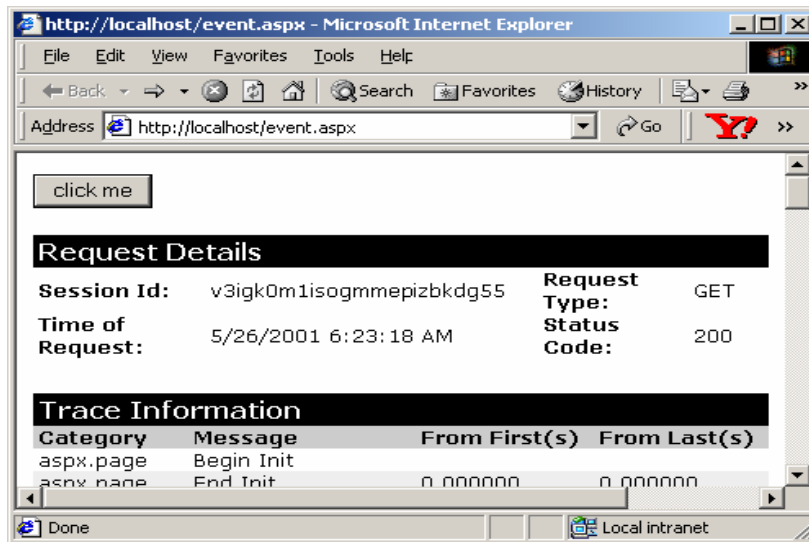 http://localhost/event.aspx - Microsoft Internet Explorer
File Edit View Favorites Tools Help
Back Search Favorites History »
Address http://localhost/event.aspx Go Y! »
click me
Request Details
Session Id: v3igk0m1isogmmepizbkdg55 Request Type: GET
Time of Request: 5/26/2001 6:23:18 AM Status Code: 200
Trace Information
Category Message From First(s) From Last(s)
aspx.page Begin Init
aspx.page End Init 0.000000 0.000000
Done Local intranet